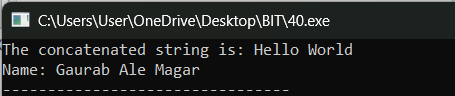 C:\Users\User\OneDrive\Desktop\BIT\40.exe
The concatenated string is: Hello World
Name: Gaurab Ale Magar
--------------------------------